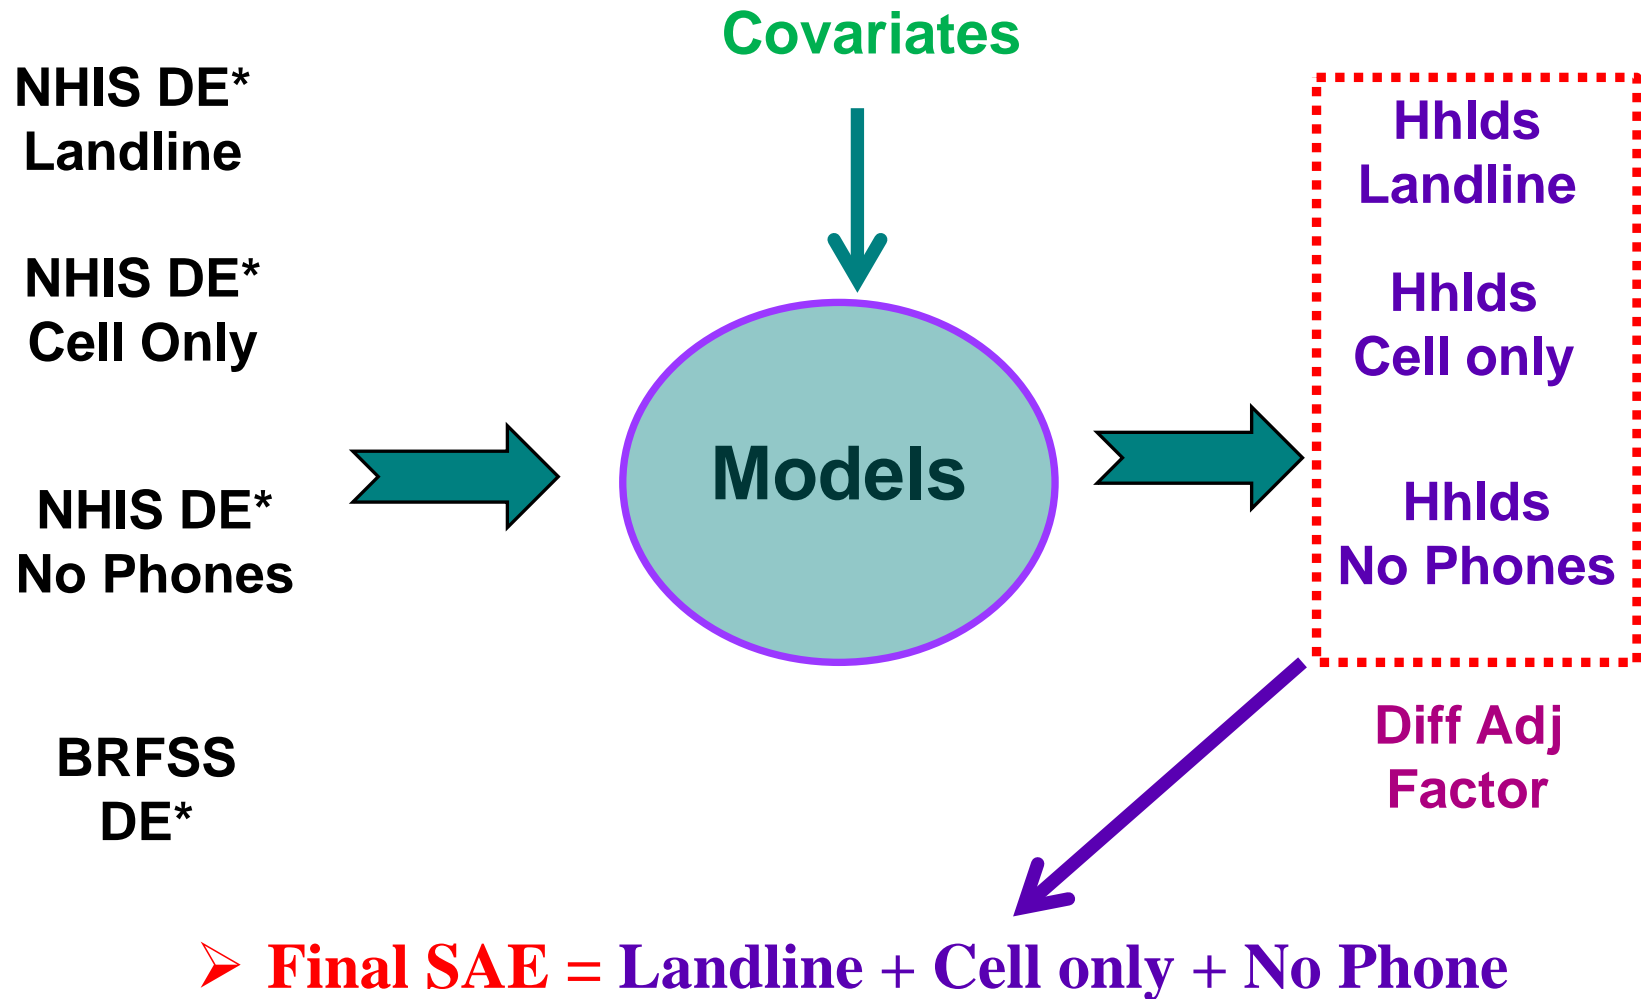 Covariates
NHIS DE*
Landline
NHIS DE*
Cell Only
NHIS DE*
No Phones
BRFSS
DE*
Models
Hhlds
Landline
Hhlds
Cell only
Hhlds
No Phones
Diff Adj
Factor
➢ Final SAE = Landline + Cell only + No Phone